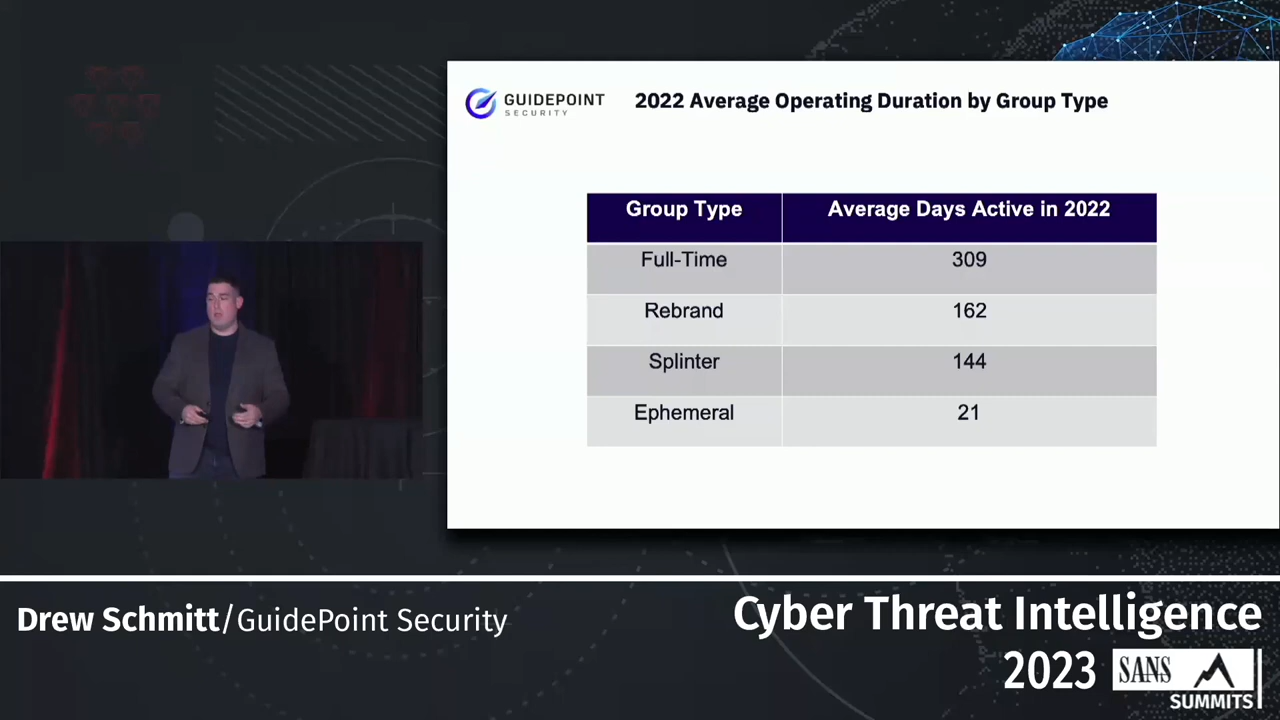 GUIDEPOINT
SECURITY
2022 Average Operating Duration by Group Type
Group Type Average Days Active in 2022
Full-Time 309
Rebrand 162
Splinter 144
Ephemeral 21
Drew Schmitt/GuidePoint Security
Cyber Threat Intelligence
2023 SANS
SUMMITS